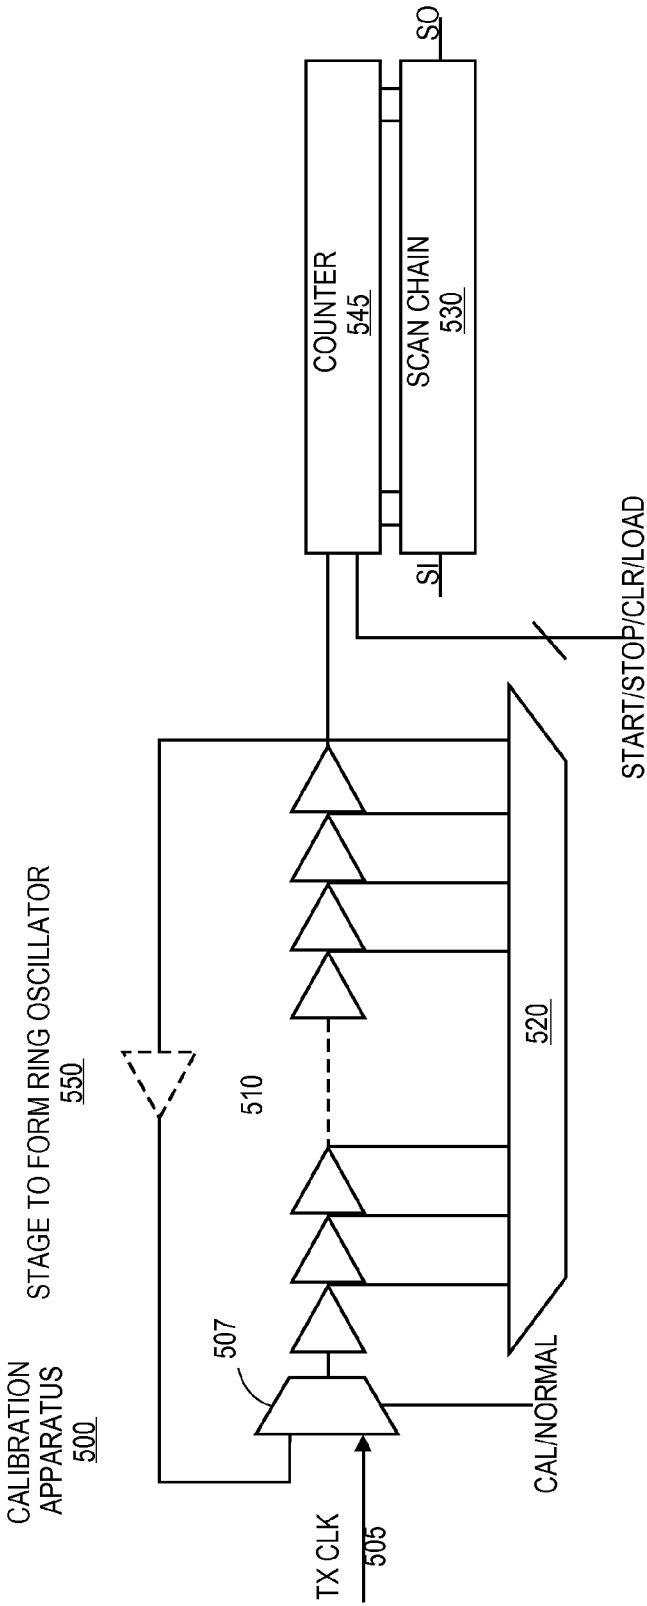 CALIBRATION
APPARATUS
500
STAGE TO FORM RING OSCILLATOR
550
507
510
TX CLK
505
CAL/NORMAL
520
COUNTER
545
SCAN CHAIN
530
SI
SO
START/STOP/CLR/LOAD